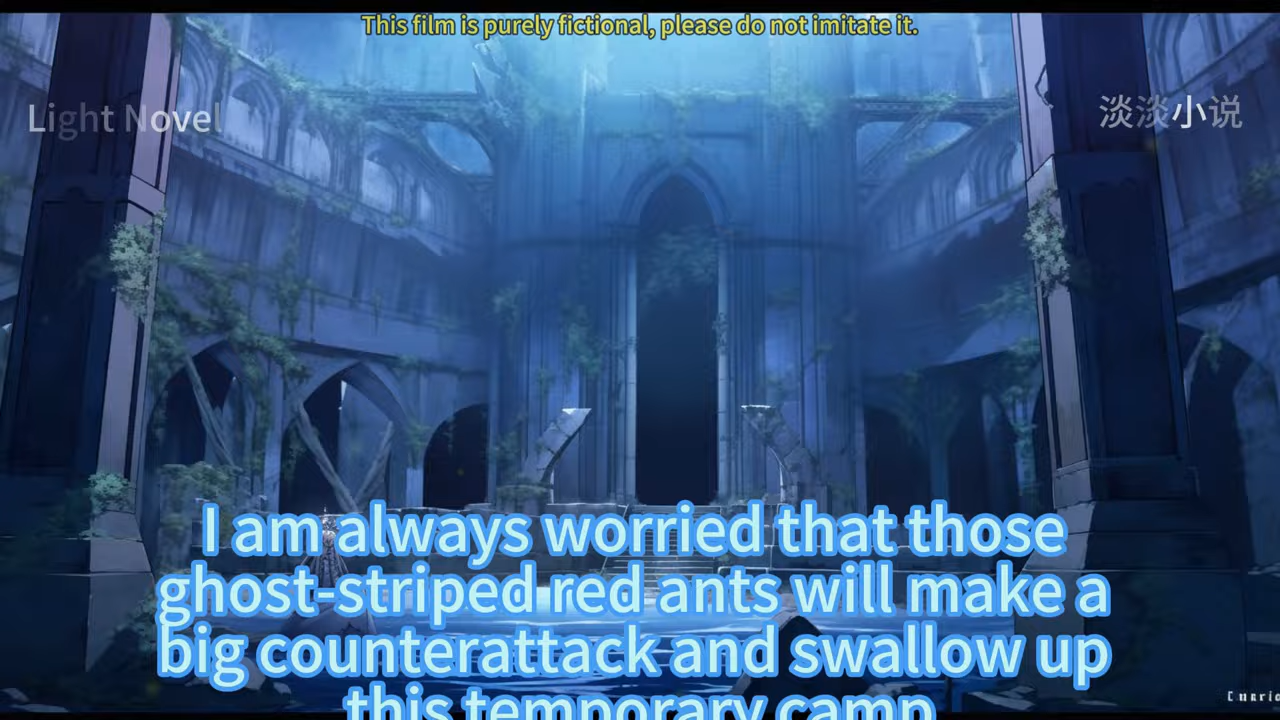 This film is purely fictional, please do not imitate it.
Light Novel
淡淡小说
I am always worried that those
ghost-striped red ants will make a
big counterattack and swallow up
this temporary camp